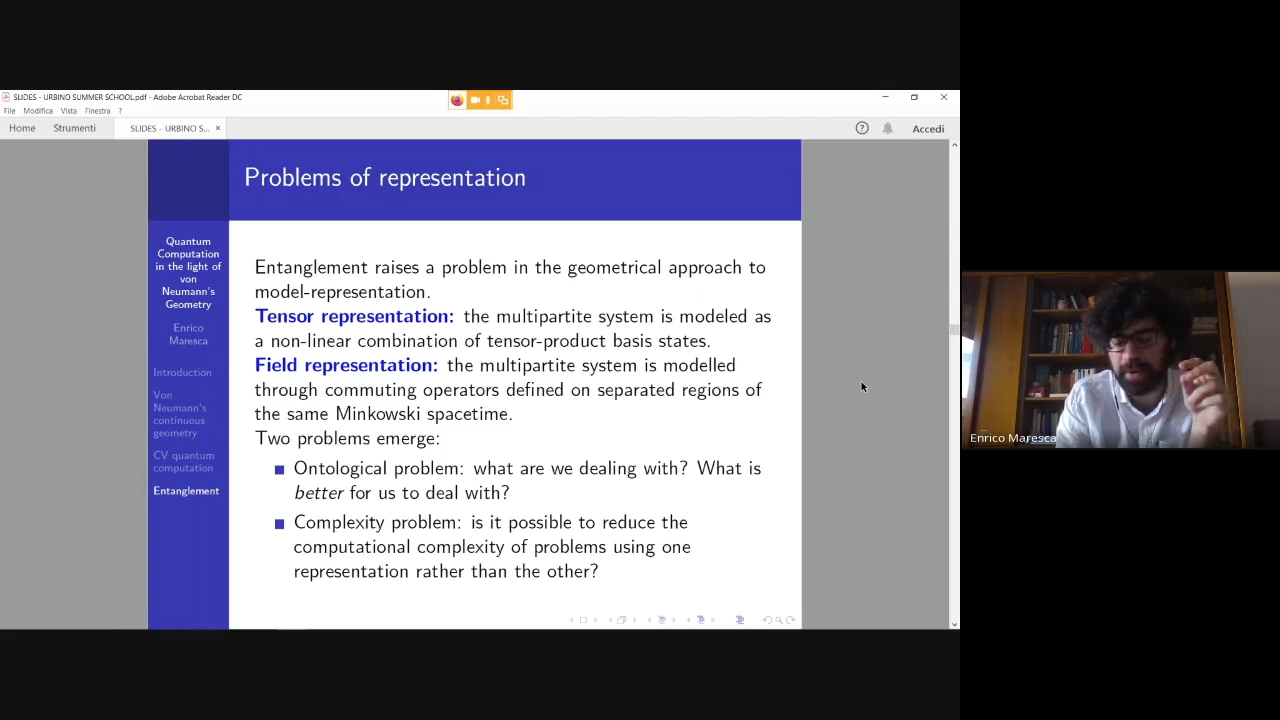 SLIDES - URBINO SUMMER SCHOOL.pdf - Adobe Acrobat Reader DC
File Modifica Vista Finestra ?
Home Strumenti SLIDES - URBINO S... × Accedi
Problems of representation
Quantum
Computation
in the light of
von
Neumann's
Geometry
Enrico
Maresca
Introduction
Von
Neumann's
continuous
geometry
CV quantum
computation
Entanglement
Entanglement raises a problem in the geometrical approach to
model-representation.
Tensor representation: the multipartite system is modeled as
a non-linear combination of tensor-product basis states.
Field representation: the multipartite system is modelled
through commuting operators defined on separated regions of
the same Minkowski spacetime.
Two problems emerge:
Ontological problem: what are we dealing with? What is
better for us to deal with?
Complexity problem: is it possible to reduce the
computational complexity of problems using one
representation rather than the other?
Enrico Maresca